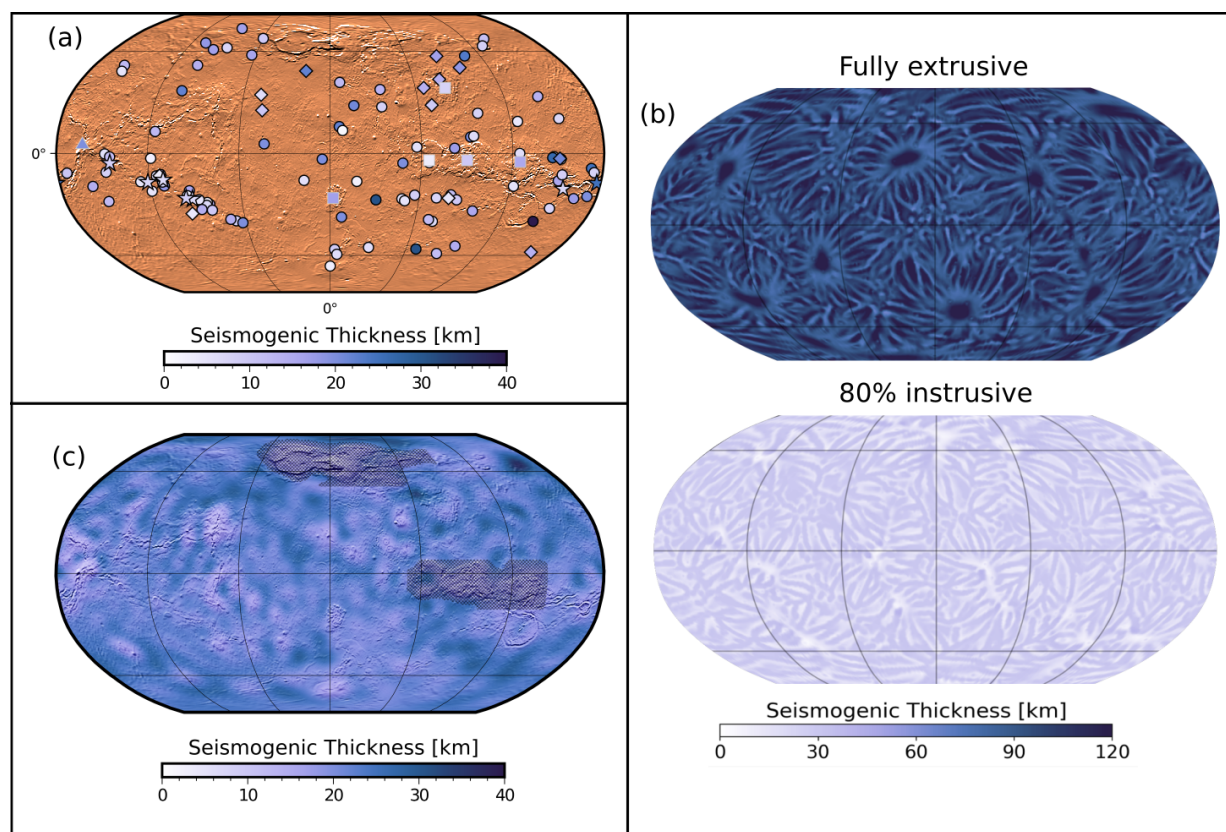 (a)
0°
0°
Seismogenic Thickness [km]
0 10 20 30 40
(c)
Seismogenic Thickness [km]
0 10 20 30 40
(b)
Fully extrusive
80% instrusive
Seismogenic Thickness [km]
0 30 60 90 120